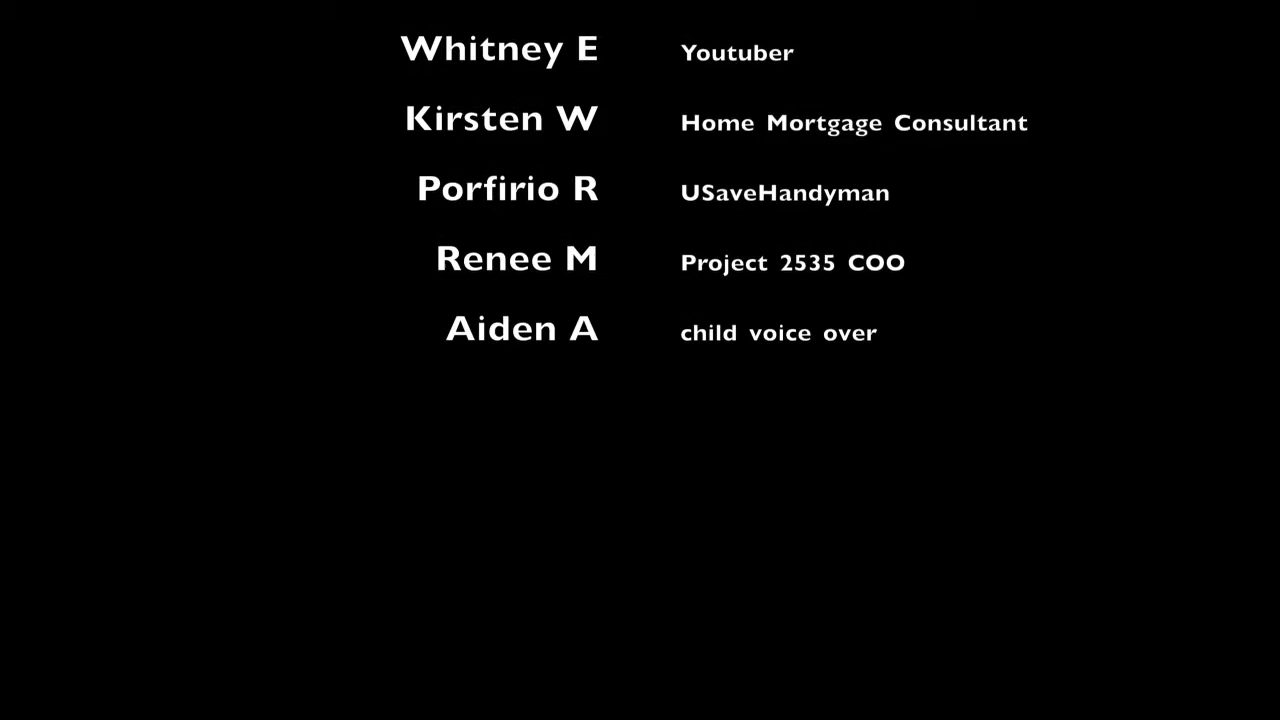 Whitney E Youtuber
Kirsten W Home Mortgage Consultant
Porfirio R USaveHandyman
Renee M Project 2535 COO
Aiden A child voice over